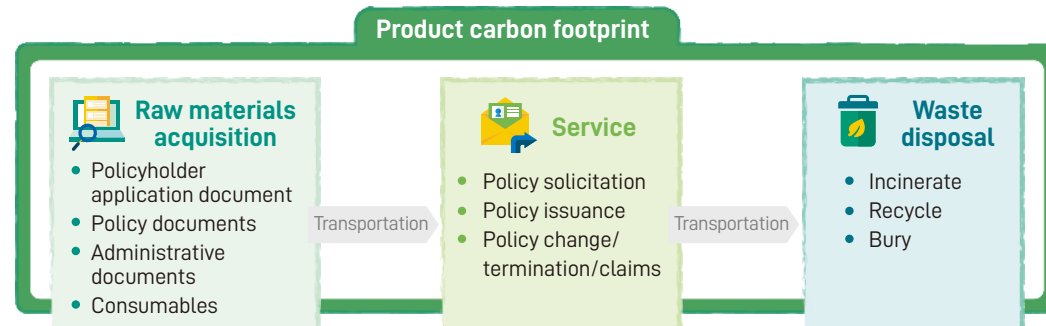 Product carbon footprint
Raw materials
acquisition
• Policyholder
application document
• Policy documents
• Administrative
documents
• Consumables
Transportation
Service
• Policy solicitation
• Policy issuance
• Policy change/
termination/claims
Transportation
Waste
disposal
• Incinerate
• Recycle
• Bury